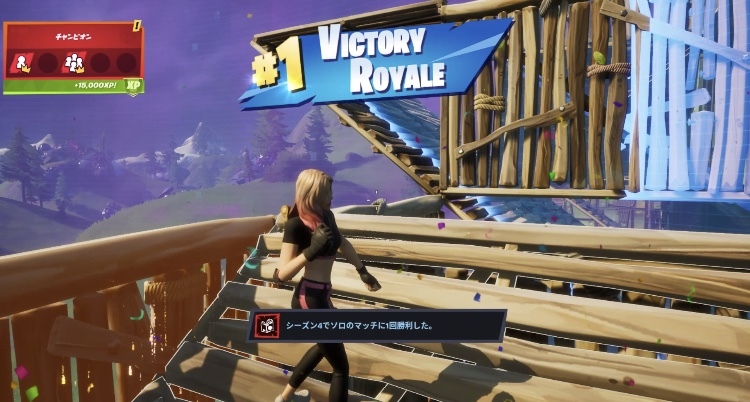 チャンピオン
+15,000XP!
XP
#1 VICTORY
ROYALE
シーズン4でソロのマッチに1回勝利した。